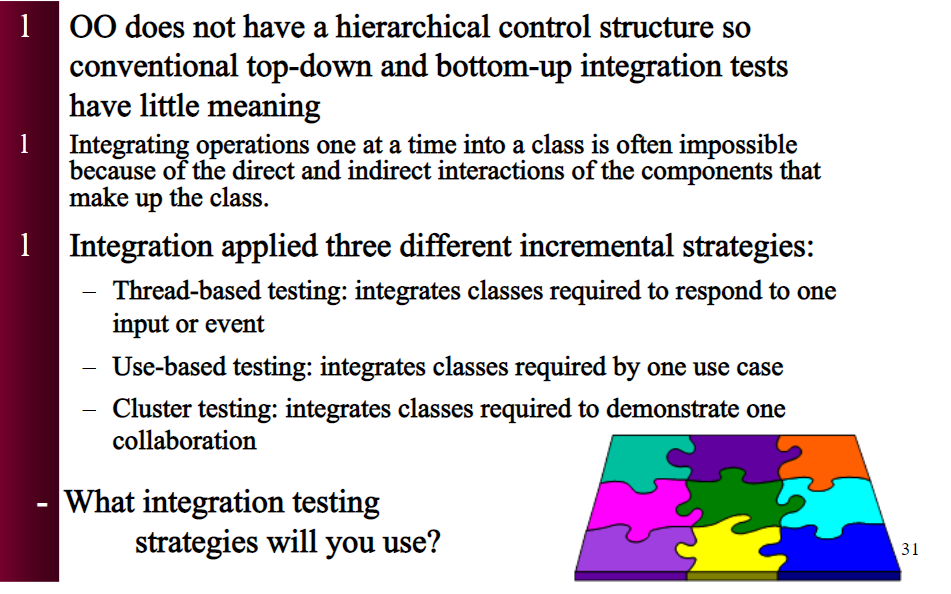 l OO does not have a hierarchical control structure so
conventional top-down and bottom-up integration tests
have little meaning
l Integrating operations one at a time into a class is often impossible
because of the direct and indirect interactions of the components that
make up the class.
l Integration applied three different incremental strategies:
– Thread-based testing: integrates classes required to respond to one
input or event
– Use-based testing: integrates classes required by one use case
– Cluster testing: integrates classes required to demonstrate one
collaboration
- What integration testing
strategies will you use?
31